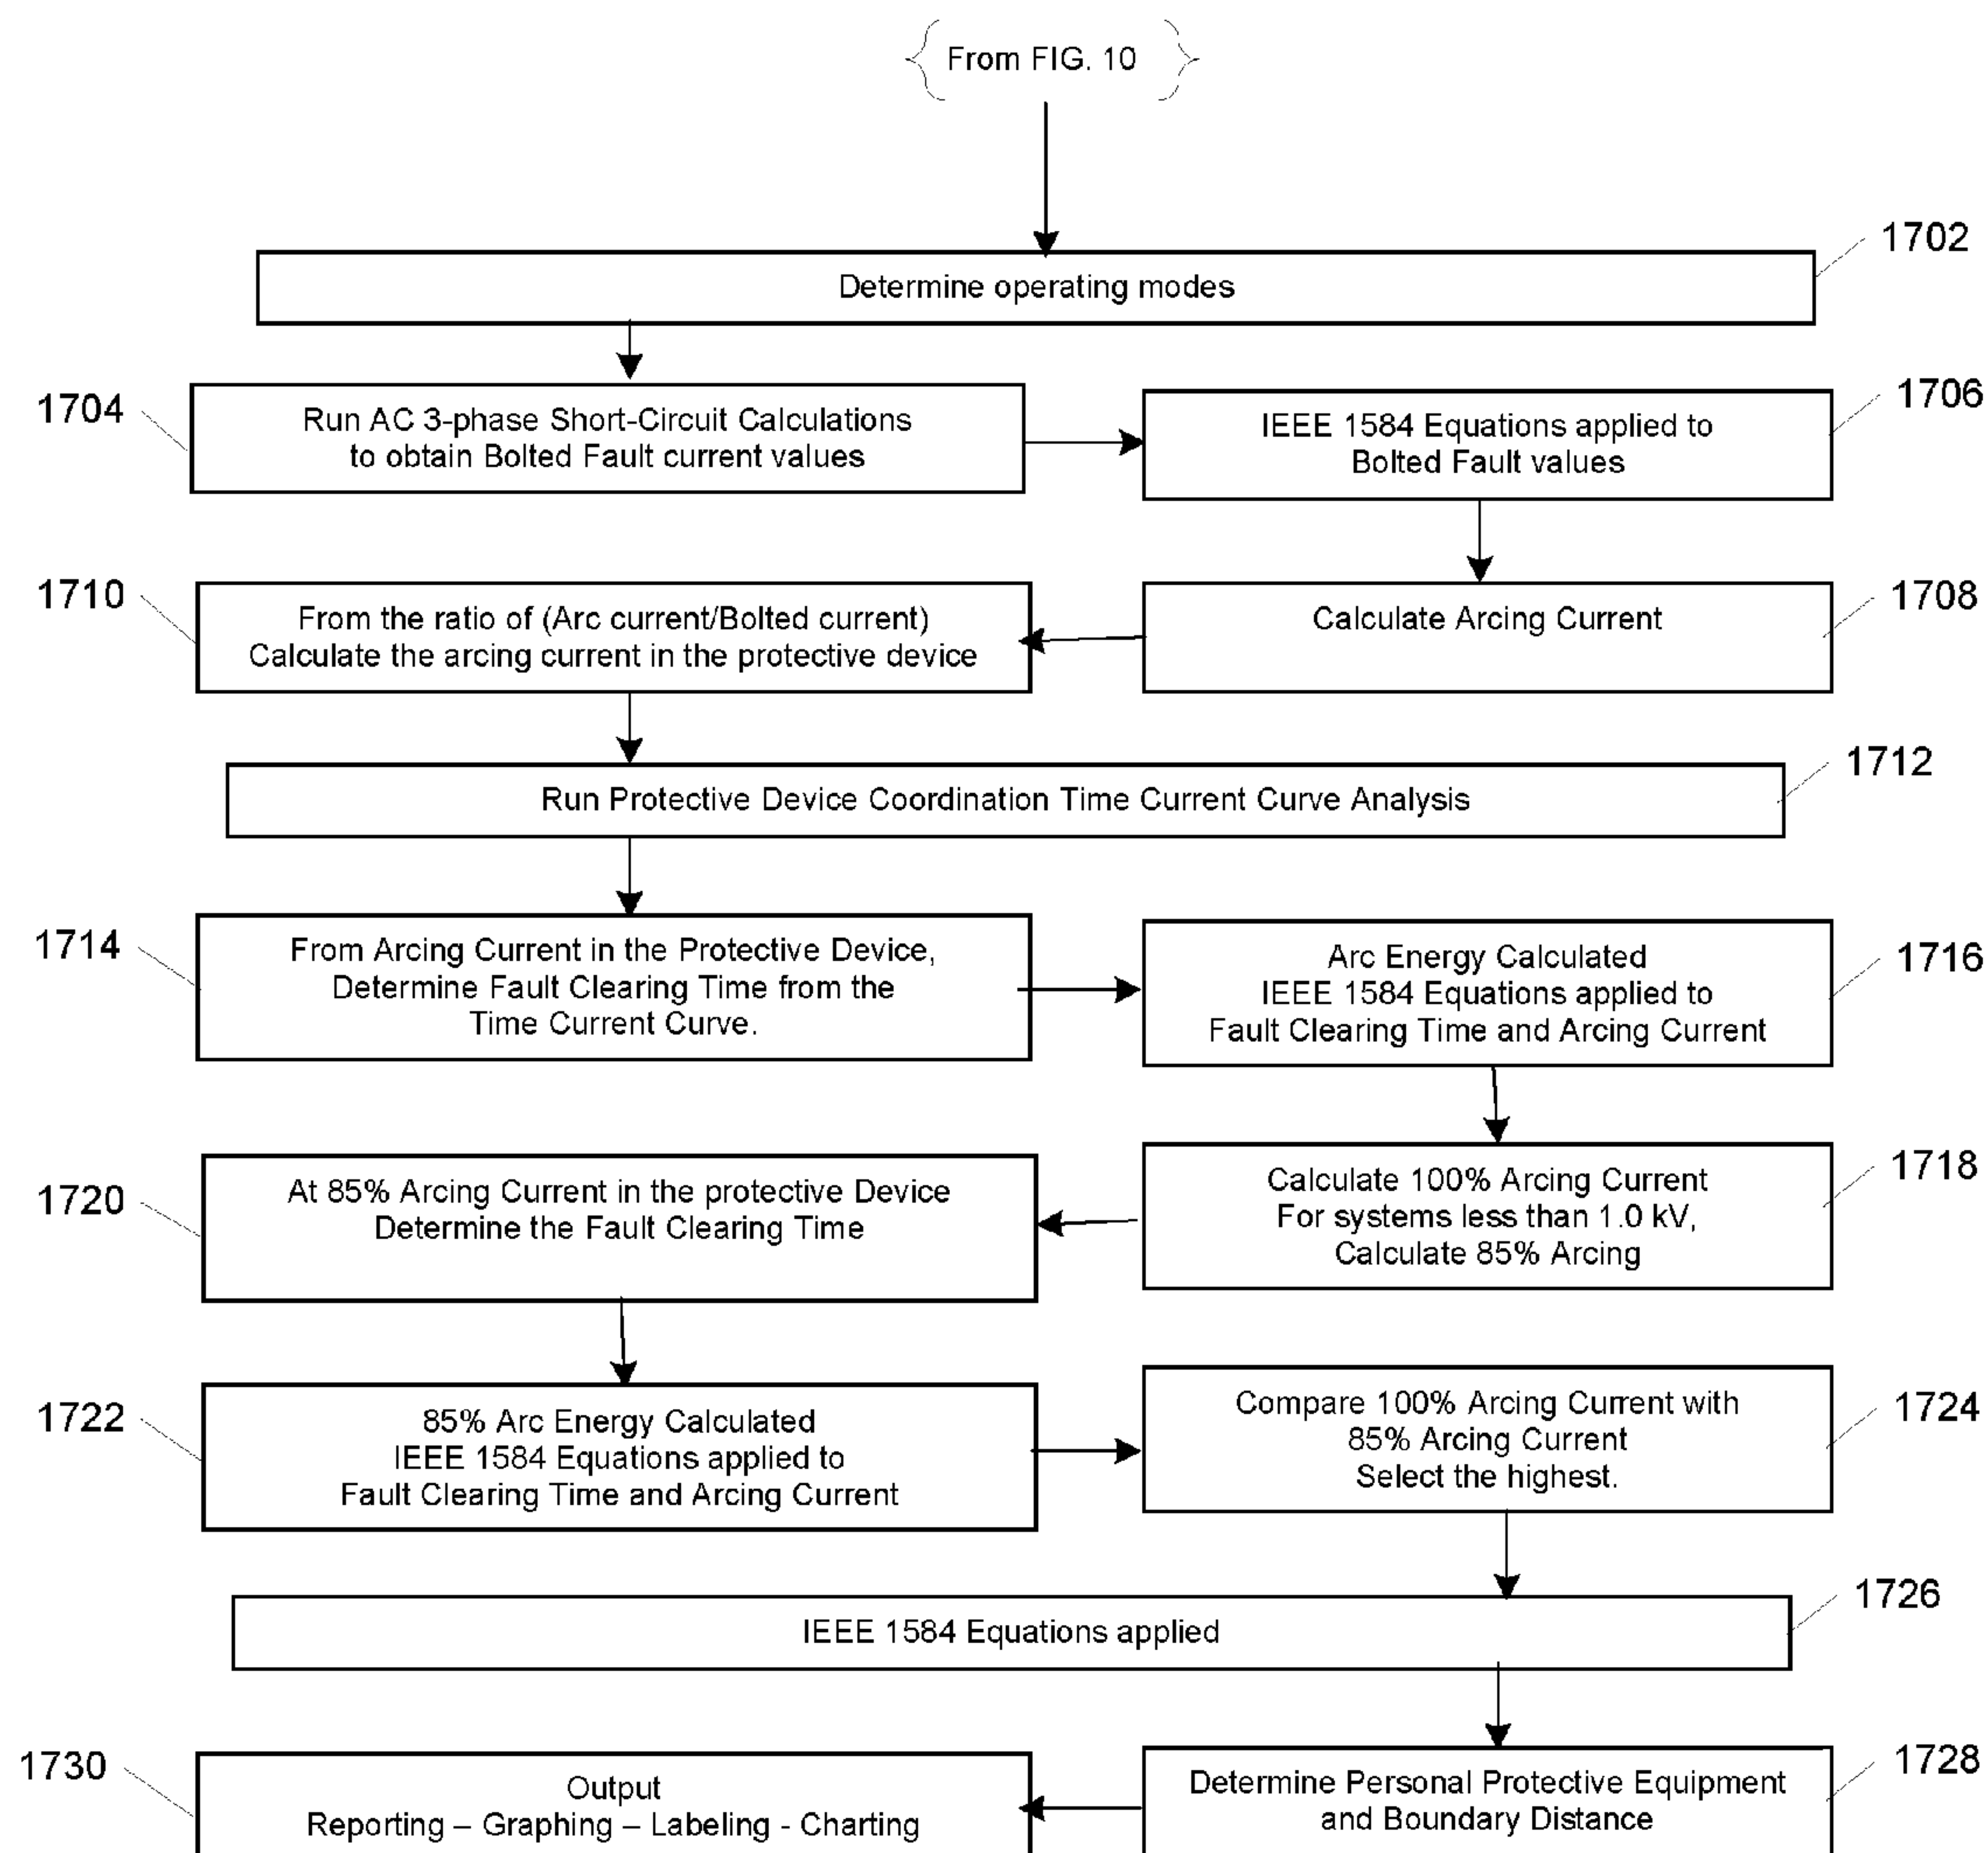 From FIG. 10
1702
Determine operating modes
1704
Run AC 3-phase Short-Circuit Calculations
to obtain Bolted Fault current values
1706
IEEE 1584 Equations applied to
Bolted Fault values
1710
From the ratio of (Arc current/Bolted current)
Calculate the arcing current in the protective device
1708
Calculate Arcing Current
1712
Run Protective Device Coordination Time Current Curve Analysis
1714
From Arcing Current in the Protective Device,
Determine Fault Clearing Time from the
Time Current Curve.
1716
Arc Energy Calculated
IEEE 1584 Equations applied to
Fault Clearing Time and Arcing Current
1718
Calculate 100% Arcing Current
For systems less than 1.0 kV,
Calculate 85% Arcing
1720
At 85% Arcing Current in the protective Device
Determine the Fault Clearing Time
1722
85% Arc Energy Calculated
IEEE 1584 Equations applied to
Fault Clearing Time and Arcing Current
1724
Compare 100% Arcing Current with
85% Arcing Current
Select the highest.
1726
IEEE 1584 Equations applied
1728
Determine Personal Protective Equipment
and Boundary Distance
1730
Output
Reporting – Graphing – Labeling - Charting